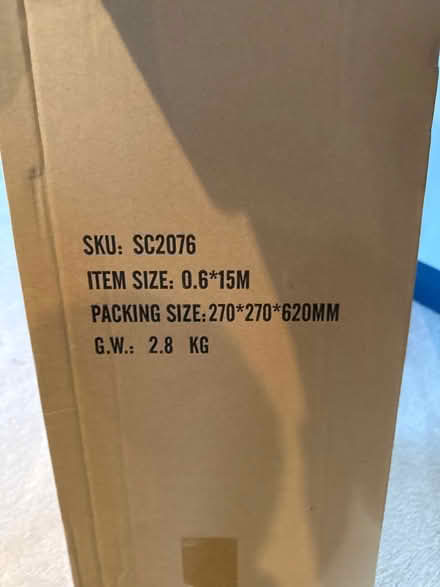 SKU: SC2076
ITEM SIZE: 0.6*15M
PACKING SIZE:270*270*620MM
G.W.: 2.8 KG